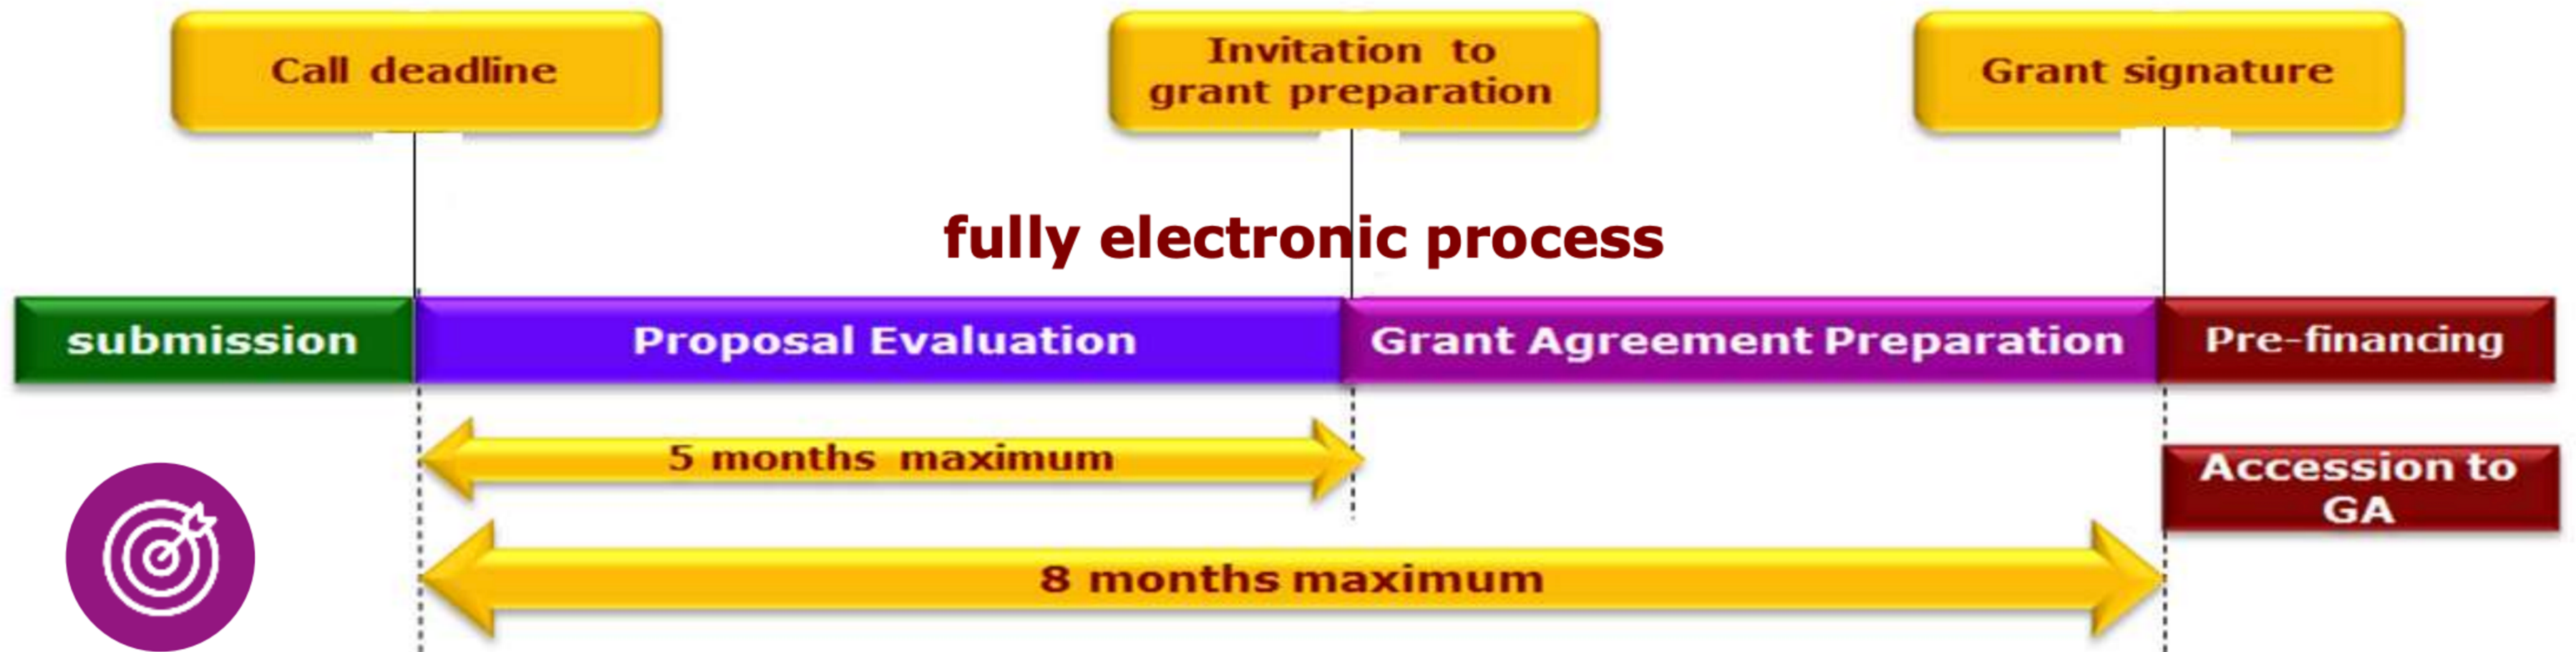 Call deadline
Invitation to
grant preparation
Grant signature
fully electronic process
submission
Proposal Evaluation
Grant Agreement Preparation
Pre-financing
5 months maximum
Accession to
GA
8 months maximum